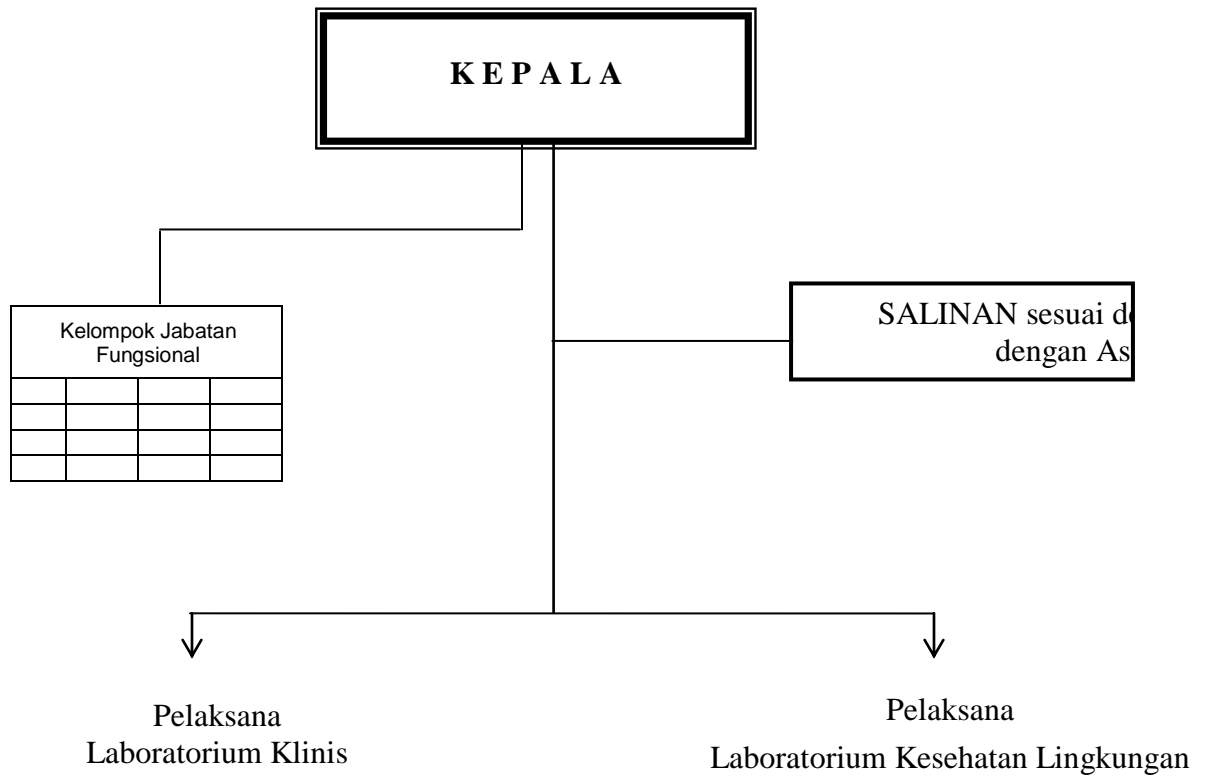 K E P A L A
Kelompok Jabatan
Fungsional
SALINAN sesuai
dengan
Pelaksana
Laboratorium Klinis
Pelaksana
Laboratorium Kesehatan Lingkungan